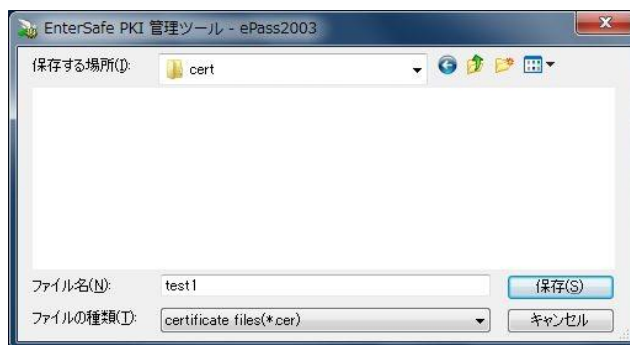 EnterSafe PKI 管理ツール - ePass2003
保存する場所(I):
cert
ファイル名(N):
test1
保存(S)
ファイルの種類(T):
certificate files(*.cer)
キャンセル